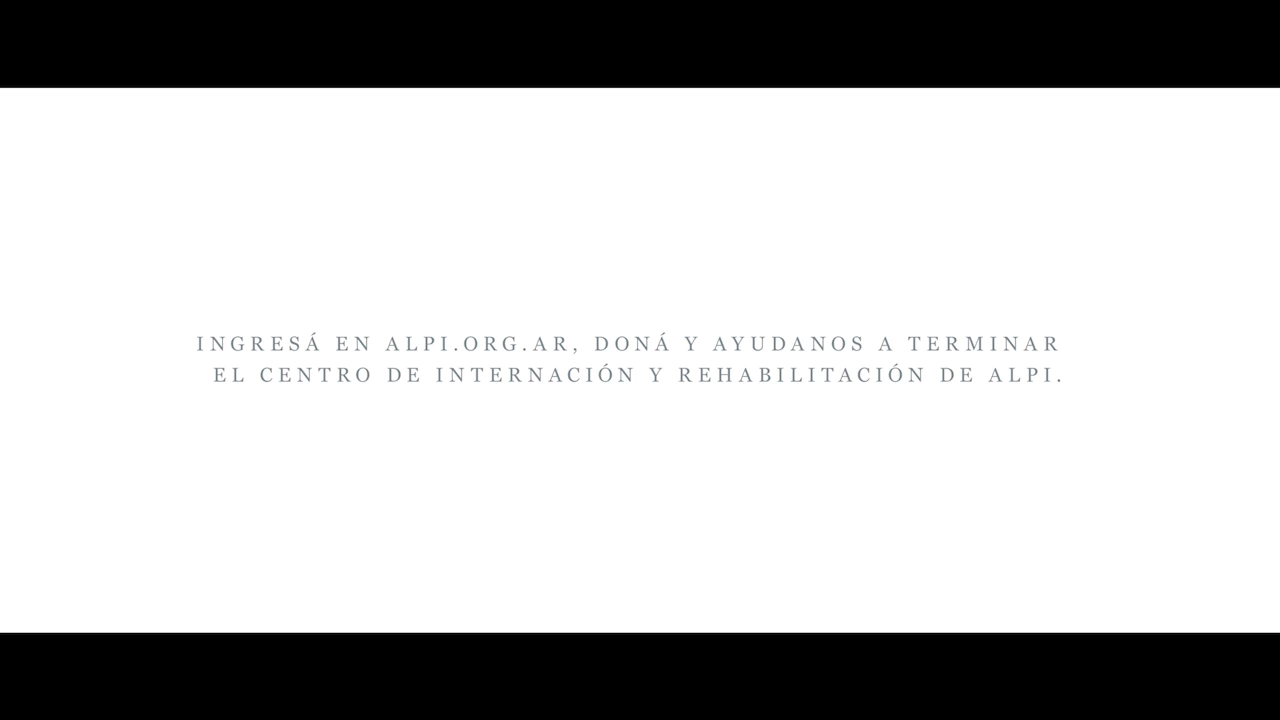 INGRESÁ EN ALPI.ORG.AR, DONÁ Y AYUDANOS A TERMINAR
EL CENTRO DE INTERNACIÓN Y REHABILITACIÓN DE ALPI.